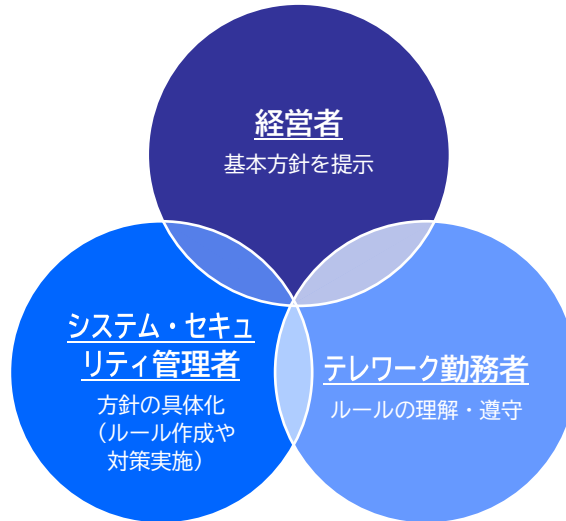 経営者
基本方針を提示
システム・セキュ
リティ管理者
方針の具体化
（ルール作成や
対策実施）
テレワーク勤務者
ルールの理解・遵守